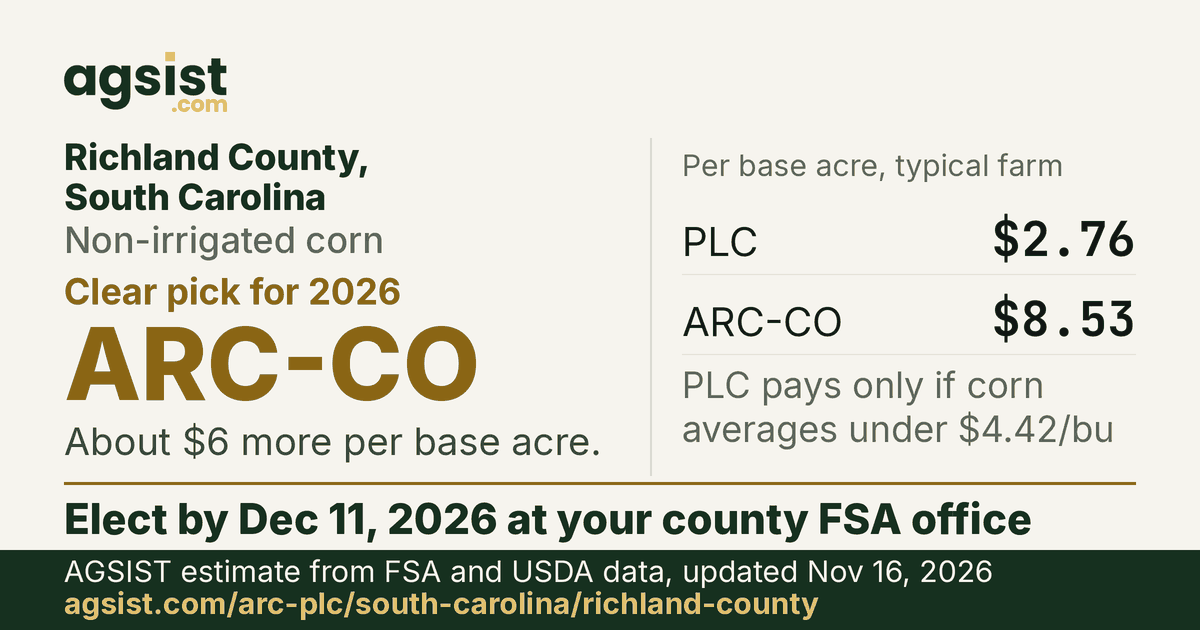 agsist
.com
Richland County,
South Carolina
Non-irrigated corn
Clear pick for 2026
ARC-CO
About $6 more per base acre.
Per base acre, typical farm
PLC $2.76
ARC-CO $8.53
PLC pays only if corn
averages under $4.42/bu
Elect by Dec 11, 2026 at your county FSA office
AGSIST estimate from FSA and USDA data, updated Nov 16, 2026
agsist.com/arc-plc/south-carolina/richland-county